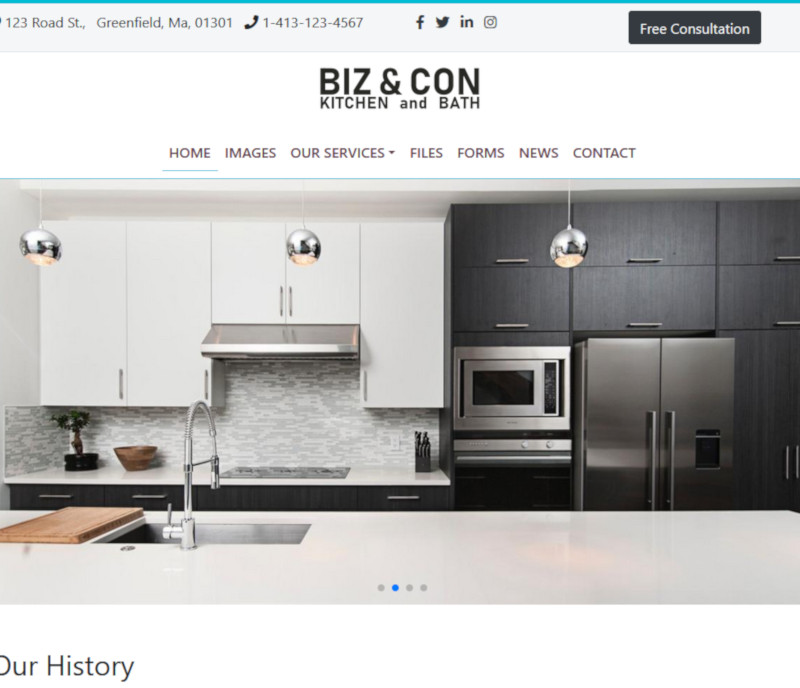 123 Road St., Greenfield, Ma, 01301 1-413-123-4567
Free Consultation
BIZ & CON
KITCHEN and BATH
HOME IMAGES OUR SERVICES FILES FORMS NEWS CONTACT
Our History